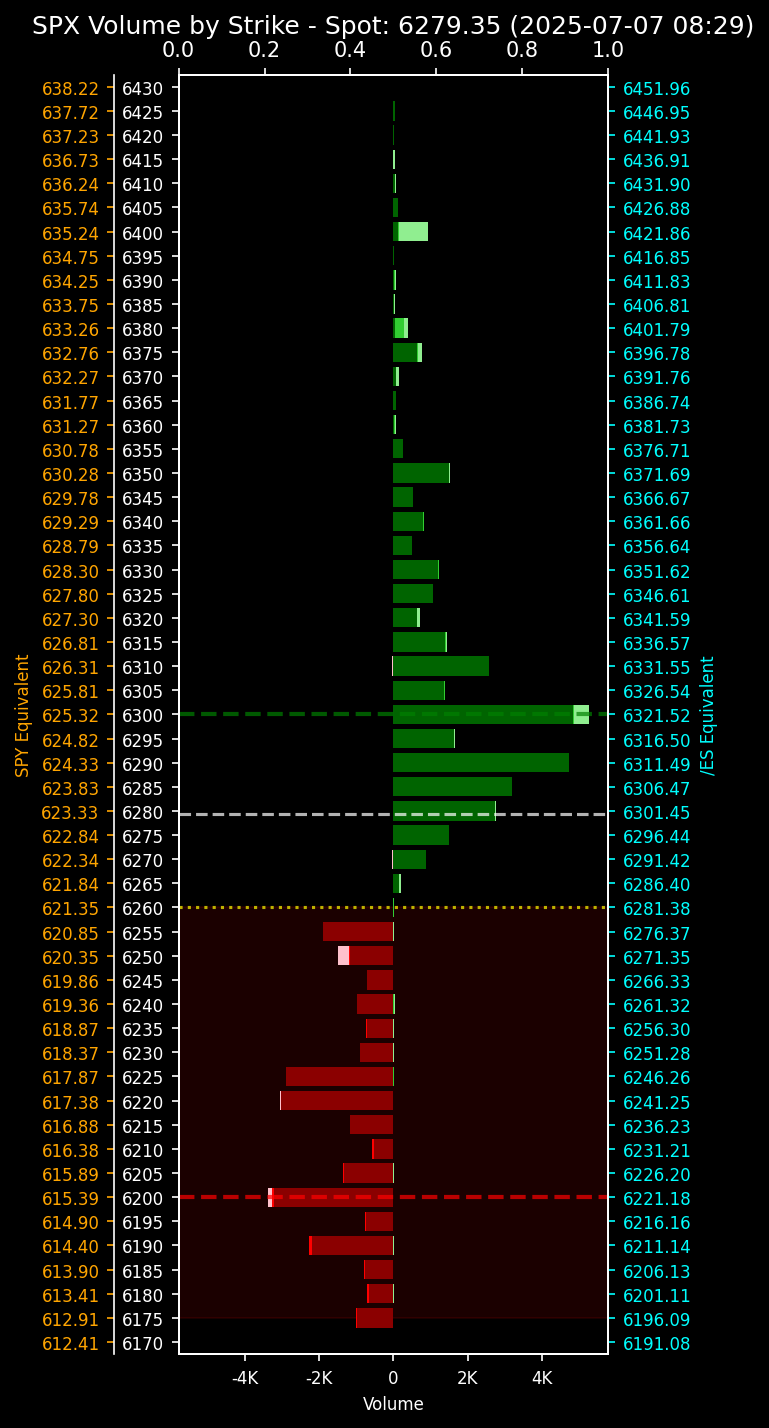 SPX Volume by Strike - Spot: 6279.35 (2025-07-07 08:29)
0.0 0.2 0.4 0.6 0.8 1.0
638.22 6430 6451.96
637.72 6425 6446.95
637.23 6420 6441.93
636.73 6415 6436.91
636.24 6410 6431.90
635.74 6405 6426.88
635.24 6400 6421.86
634.75 6395 6416.85
634.25 6390 6411.83
633.75 6385 6406.81
633.26 6380 6401.79
632.76 6375 6396.78
632.27 6370 6391.76
631.77 6365 6386.74
631.27 6360 6381.73
630.78 6355 6376.71
630.28 6350 6371.69
629.78 6345 6366.67
629.29 6340 6361.66
628.79 6335 6356.64
628.30 6330 6351.62
627.80 6325 6346.61
627.30 6320 6341.59
626.81 6315 6336.57
626.31 6310 6331.55
625.81 6305 6326.54
625.32 6300 6321.52
624.82 6295 6316.50
624.33 6290 6311.49
623.83 6285 6306.47
623.33 6280 6301.45
622.84 6275 6296.44
622.34 6270 6291.42
621.84 6265 6286.40
621.35 6260 6281.38
620.85 6255 6276.37
620.35 6250 6271.35
619.86 6245 6266.33
619.36 6240 6261.32
618.87 6235 6256.30
618.37 6230 6251.28
617.87 6225 6246.26
617.38 6220 6241.25
616.88 6215 6236.23
616.38 6210 6231.21
615.89 6205 6226.20
615.39 6200 6221.18
614.90 6195 6216.16
614.40 6190 6211.14
613.90 6185 6206.13
613.41 6180 6201.11
612.91 6175 6196.09
612.41 6170 6191.08
SPY Equivalent
/ES Equivalent
-4K -2K 0 2K 4K
Volume